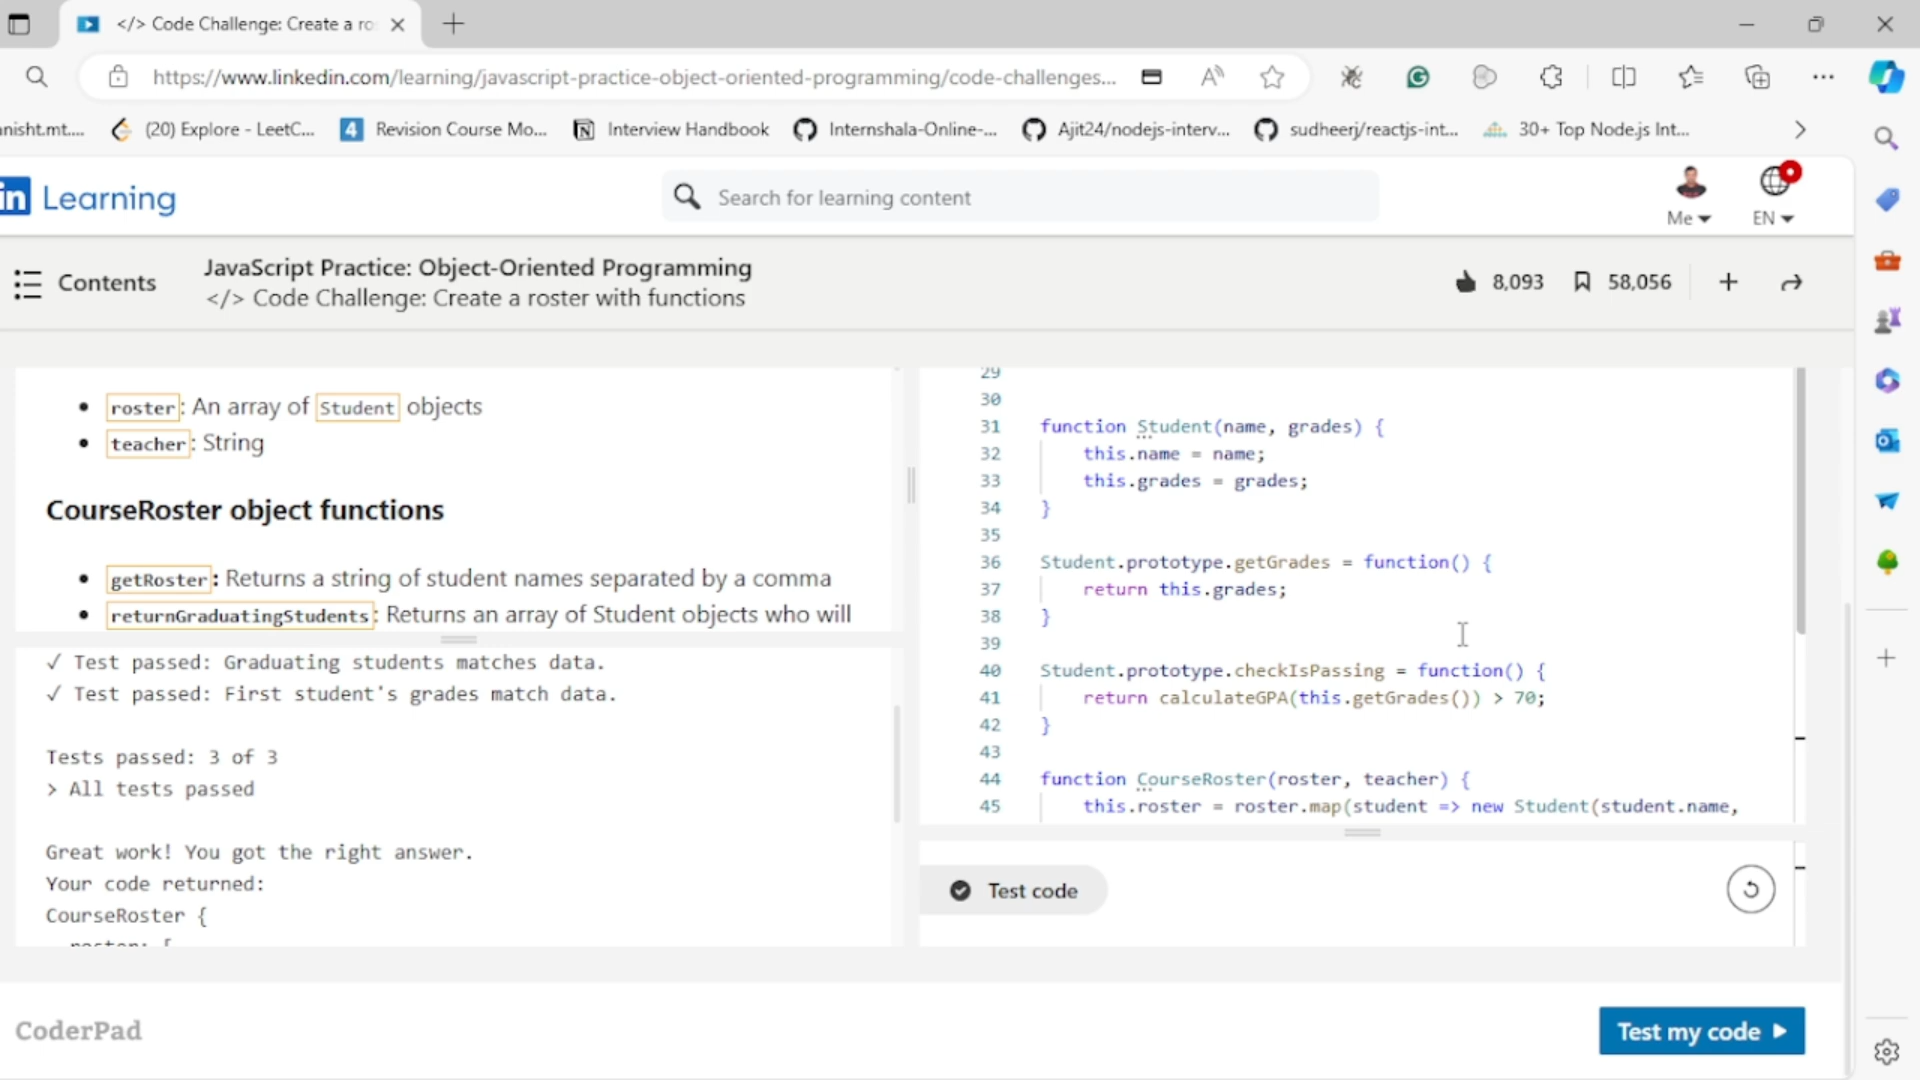 </> Code Challenge: Create a ro
https://www.linkedin.com/learning/javascript-practice-object-oriented-programming/code-challenges...
anisht.mt....
(20) Explore - LeetC...
4 Revision Course Mo...
Interview Handbook
Internshala-Online-...
Ajit24/nodejs-interv...
sudheerj/reactjs-int...
30+ Top Node.js Int...
in Learning
Search for learning content
Me
EN
Contents
JavaScript Practice: Object-Oriented Programming
</> Code Challenge: Create a roster with functions
8,093
58,056
• roster: An array of Student objects
• teacher: String
CourseRoster object functions
• getRoster: Returns a string of student names separated by a comma
• returnGraduatingStudents: Returns an array of Student objects who will
✓ Test passed: Graduating students matches data.
✓ Test passed: First student's grades match data.
Tests passed: 3 of 3
> All tests passed
Great work! You got the right answer.
Your code returned:
CourseRoster {
roster: [
29
30
31 function Student(name, grades) {
32 this.name = name;
33 this.grades = grades;
34 }
35
36 Student.prototype.getGrades = function() {
37 return this.grades;
38 }
39
40 Student.prototype.checkIsPassing = function() {
41 return calculateGPA(this.getGrades()) > 70;
42 }
43
44 function CourseRoster(roster, teacher) {
45 this.roster = roster.map(student => new Student(student.name,
Test code
CoderPad
Test my code